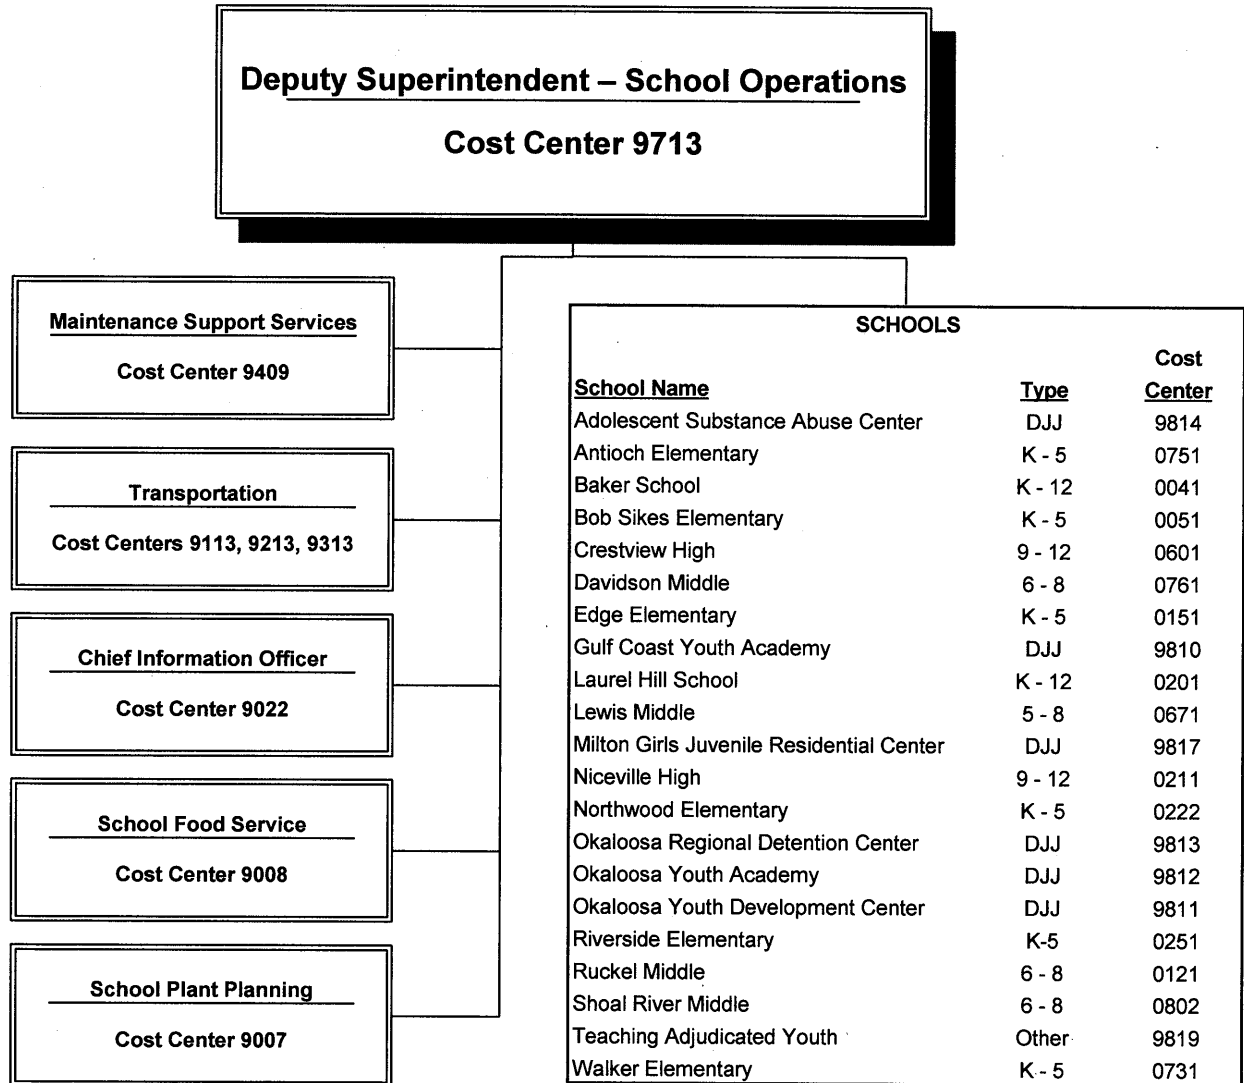 Deputy Superintendent – School Operations
Cost Center 9713
Maintenance Support Services
Cost Center 9409
Transportation
Cost Centers 9113, 9213, 9313
Chief Information Officer
Cost Center 9022
School Food Service
Cost Center 9008
School Plant Planning
Cost Center 9007
SCHOOLS
Cost
School Name Type Center
Adolescent Substance Abuse Center DJJ 9814
Antioch Elementary K - 5 0751
Baker School K - 12 0041
Bob Sikes Elementary K - 5 0051
Crestview High 9 - 12 0601
Davidson Middle 6 - 8 0761
Edge Elementary K - 5 0151
Gulf Coast Youth Academy DJJ 9810
Laurel Hill School K - 12 0201
Lewis Middle 5 - 8 0671
Milton Girls Juvenile Residential Center DJJ 9817
Niceville High 9 - 12 0211
Northwood Elementary K - 5 0222
Okaloosa Regional Detention Center DJJ 9813
Okaloosa Youth Academy DJJ 9812
Okaloosa Youth Development Center DJJ 9811
Riverside Elementary K-5 0251
Ruckel Middle 6 - 8 0121
Shoal River Middle 6 - 8 0802
Teaching Adjudicated Youth Other 9819
Walker Elementary K - 5 0731